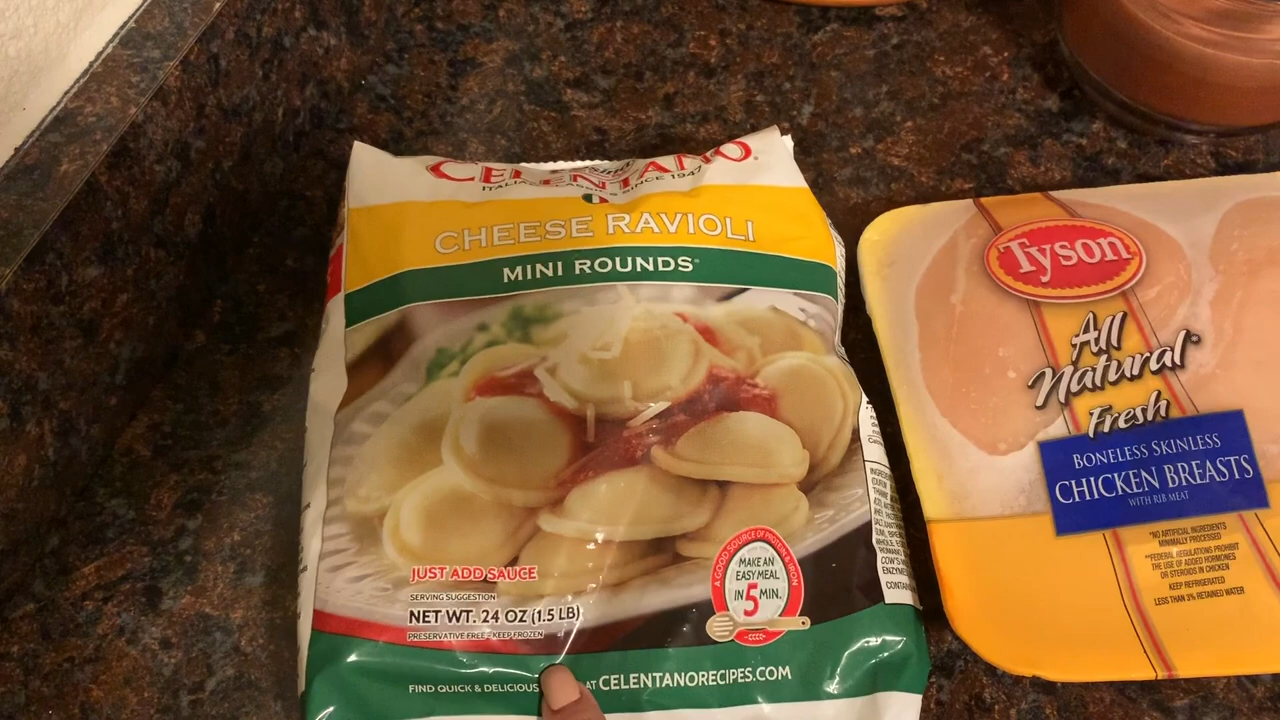 CELENTANO
ITALIAN CLASSICS SINCE 1947
CHEESE RAVIOLI
MINI ROUNDS
JUST ADD SAUCE
SERVING SUGGESTION
NET WT. 24 OZ (1.5 LB)
PRESERVATIVE FREE - KEEP FROZEN
A GOOD SOURCE OF PROTEIN & IRON
MAKE AN
EASY MEAL
IN 5 MIN.
FIND QUICK & DELICIOUS AT CELENTANORECIPES.COM
Tyson
All
Natural*
Fresh
BONELESS SKINLESS
CHICKEN BREASTS
WITH RIB MEAT
*NO ARTIFICIAL INGREDIENTS
MINIMALLY PROCESSED
**FEDERAL REGULATIONS PROHIBIT
THE USE OF ADDED HORMONES
OR STEROIDS IN CHICKEN
KEEP REFRIGERATED
LESS THAN 3% RETAINED WATER